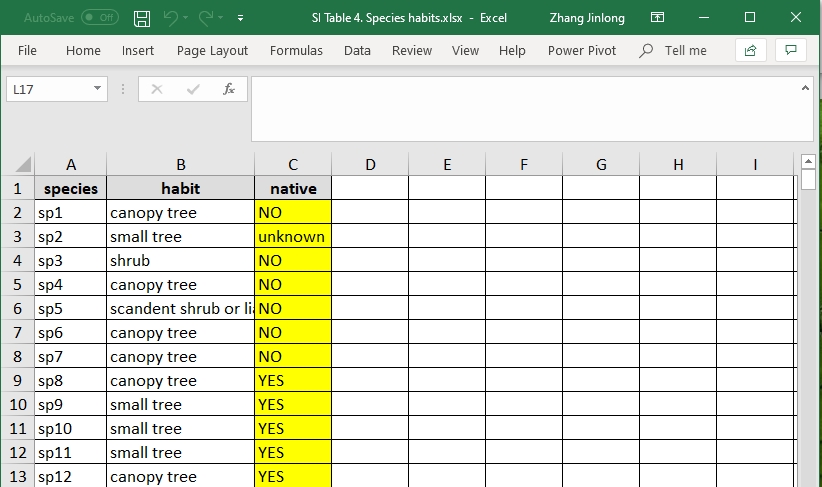 AutoSave Off SI Table 4. Species habits.xlsx - Excel Zhang Jinlong
File Home Insert Page Layout Formulas Data Review View Help Power Pivot Tell me
L17 fx
A B C D E F G H I
1 species habit native
2 sp1 canopy tree NO
3 sp2 small tree unknown
4 sp3 shrub NO
5 sp4 canopy tree NO
6 sp5 scandent shrub or lia NO
7 sp6 canopy tree NO
8 sp7 canopy tree NO
9 sp8 canopy tree YES
10 sp9 small tree YES
11 sp10 small tree YES
12 sp11 small tree YES
13 sp12 canopy tree YES